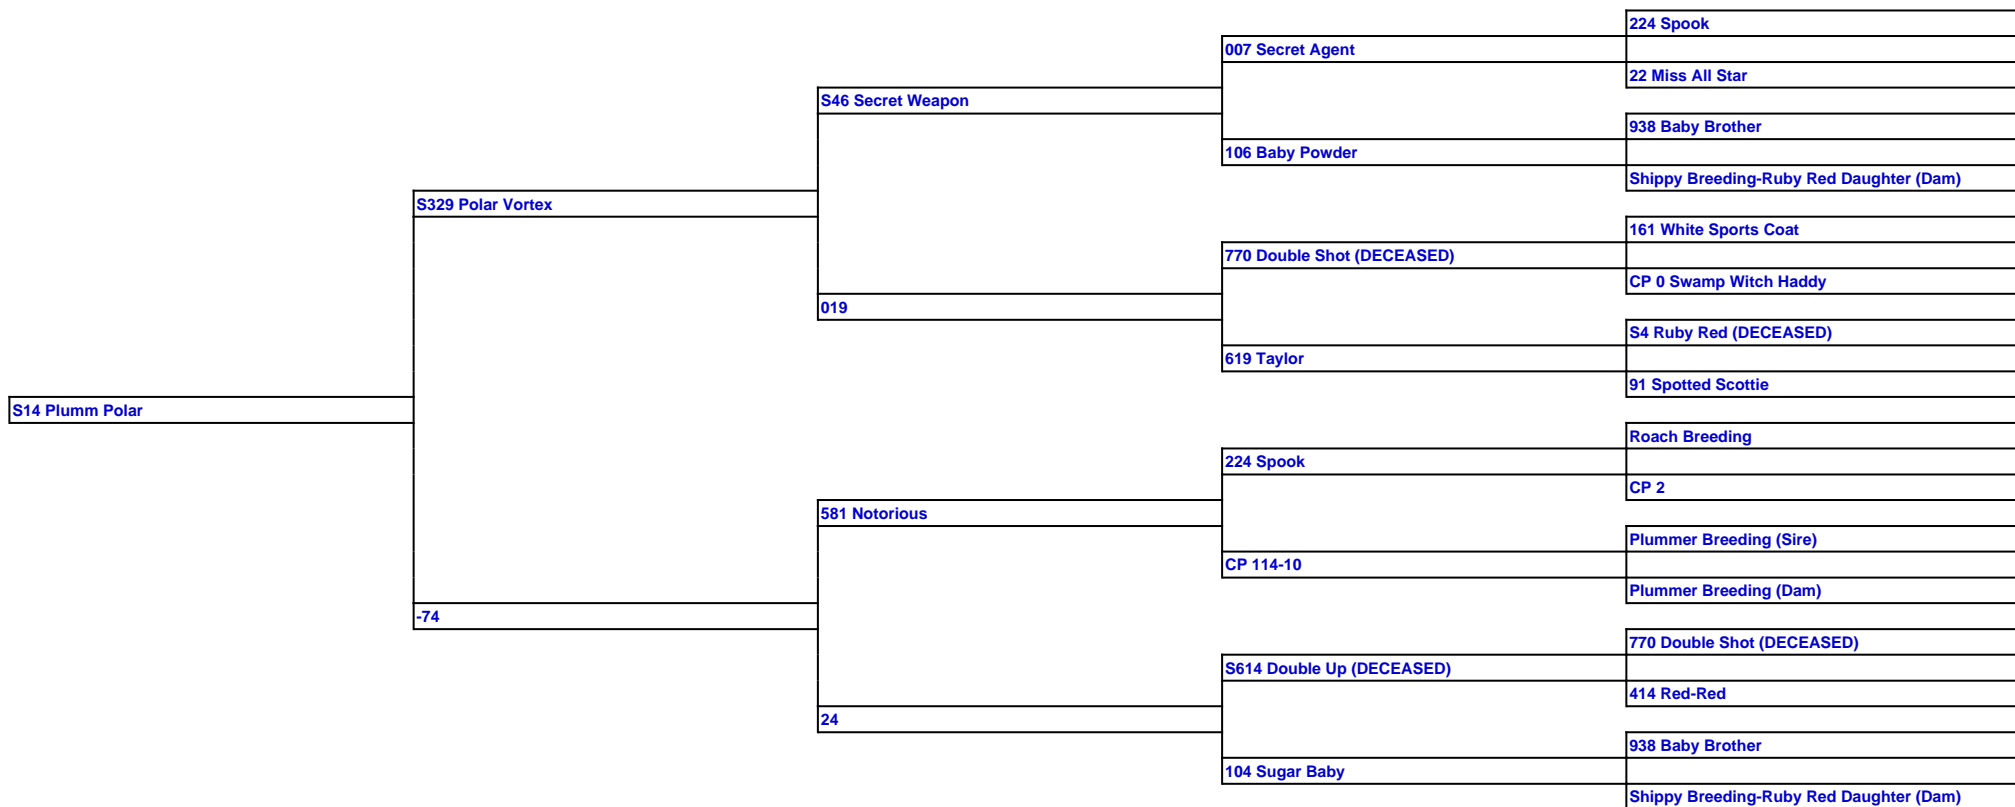 224 Spook
007 Secret Agent
22 Miss All Star
S46 Secret Weapon
938 Baby Brother
106 Baby Powder
Shippy Breeding-Ruby Red Daughter (Dam)
S329 Polar Vortex
161 White Sports Coat
770 Double Shot (DECEASED)
CP 0 Swamp Witch Haddy
019
S4 Ruby Red (DECEASED)
619 Taylor
91 Spotted Scottie
S14 Plumm Polar
Roach Breeding
224 Spook
CP 2
581 Notorious
Plummer Breeding (Sire)
CP 114-10
Plummer Breeding (Dam)
-74
770 Double Shot (DECEASED)
S614 Double Up (DECEASED)
414 Red-Red
24
938 Baby Brother
104 Sugar Baby
Shippy Breeding-Ruby Red Daughter (Dam)